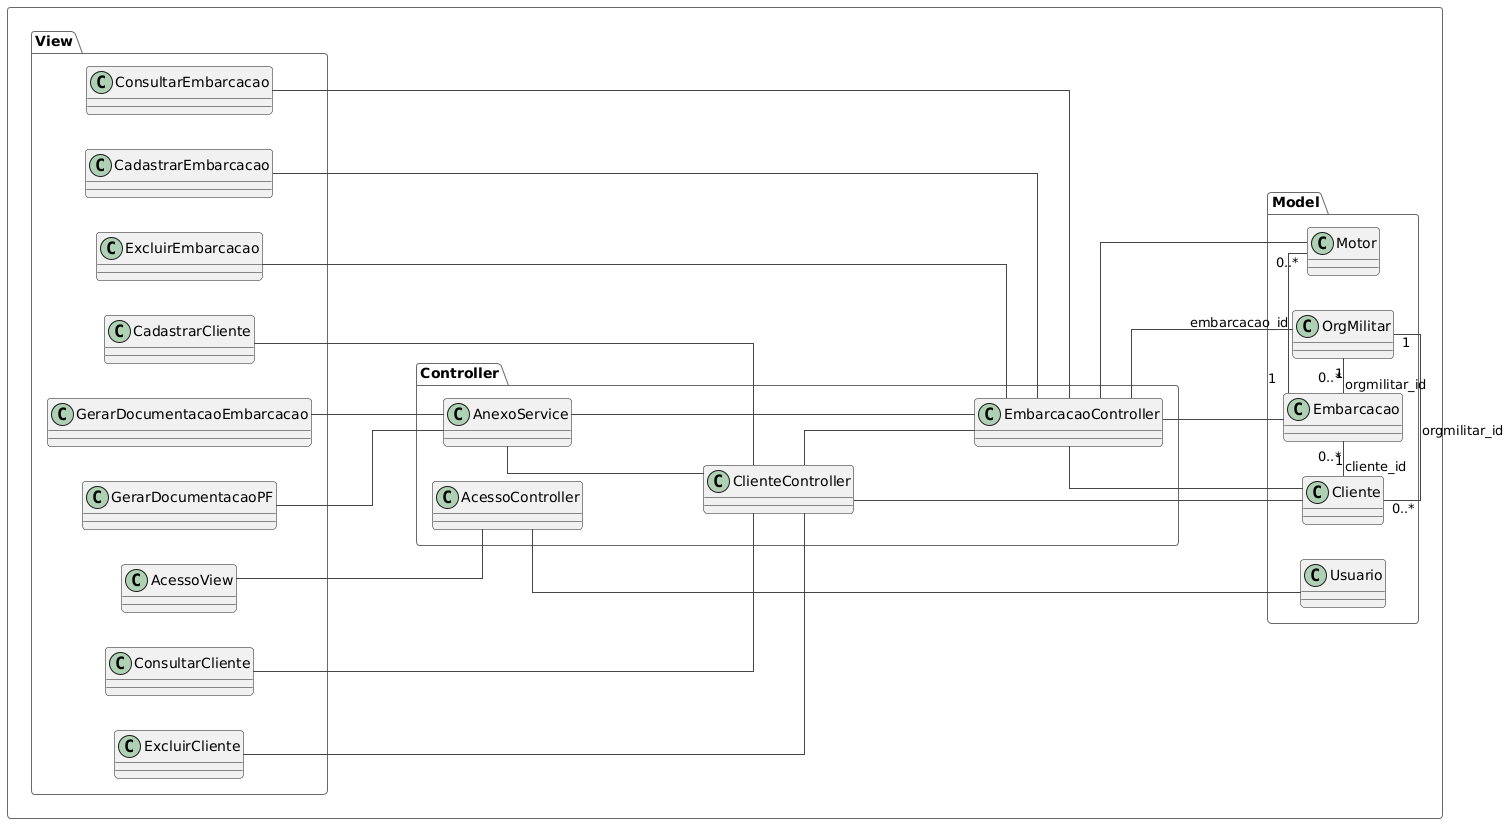 View
C ConsultarEmbarcacao
C CadastrarEmbarcacao
C ExcluirEmbarcacao
C CadastrarCliente
C GerarDocumentacaoEmbarcacao
C GerarDocumentacaoPF
C AcessoView
C ConsultarCliente
C ExcluirCliente
Controller
C AnexoService
C EmbarcacaoController
C ClienteController
C AcessoController
Model
C Motor
0..*
embarcacao_id
C OrgMilitar
1
1
0..*
1
orgmilitar_id
C Embarcacao
orgmilitar_id
0..*
1
cliente_id
C Cliente
0..*
C Usuario